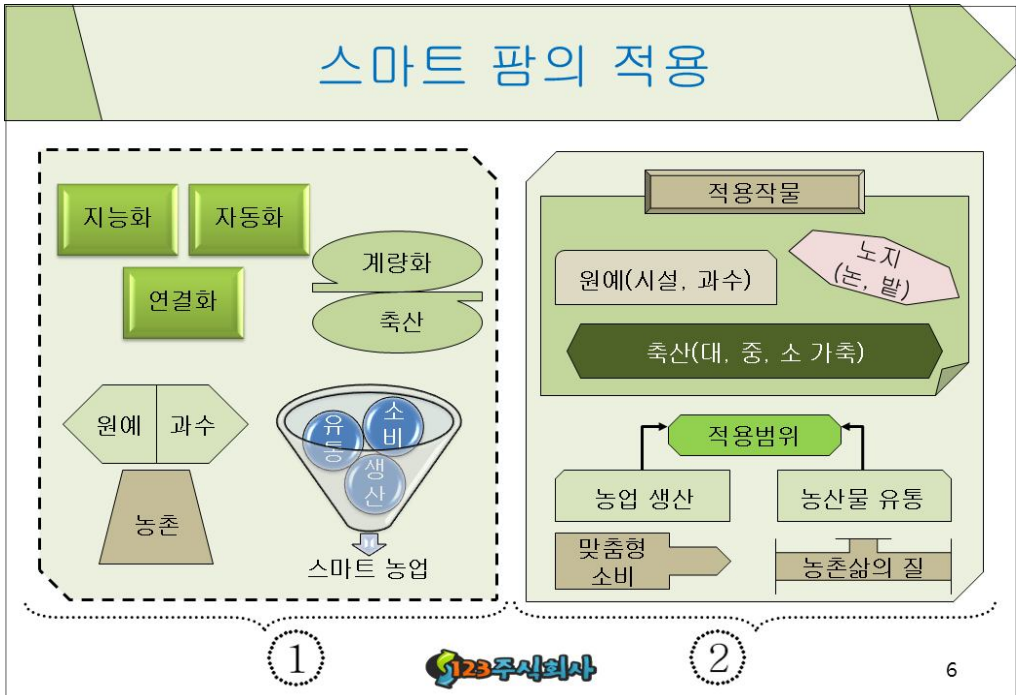 스마트 팜의 적용
지능화
자동화
연결화
계량화
축산
원예
과수
농촌
유통
소비
생산
스마트 농업
적용작물
원예(시설, 과수)
노지
(논, 밭)
축산(대, 중, 소 가축)
적용범위
농업 생산
농산물 유통
맞춤형
소비
농촌삶의 질
1
2
123주식회사
6